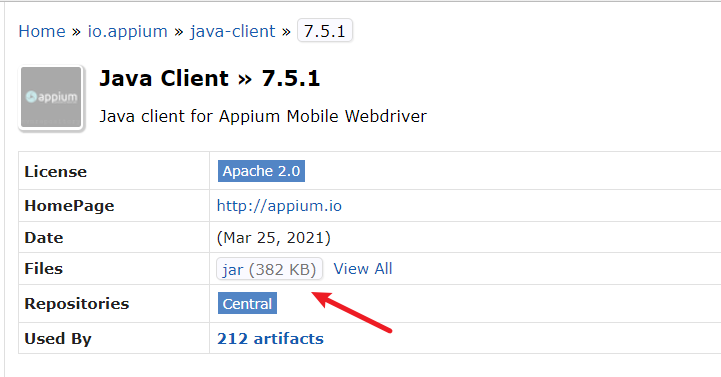 Home » io.appium » java-client » 7.5.1
appium
Java Client » 7.5.1
Java client for Appium Mobile Webdriver
License Apache 2.0
HomePage http://appium.io
Date (Mar 25, 2021)
Files jar (382 KB) View All
Repositories Central
Used By 212 artifacts